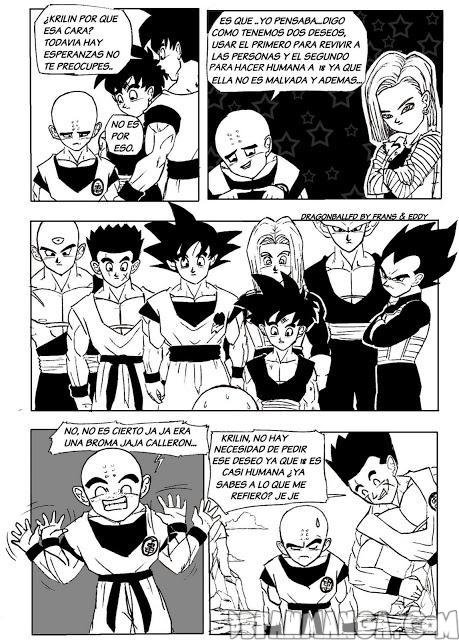 ¿KRILIN POR QUE
ESA CARA?
TODAVIA HAY
ESPERANZAS NO
TE PREOCUPES..
NO ES
POR
ESO.
ES QUE ..YO PENSABA...DIGO
COMO TENEMOS DOS DESEOS,
USAR EL PRIMERO PARA REVIVIR A
LAS PERSONAS Y EL SEGUNDO
PARA HACER HUMANA A 18 YA QUE
ELLA NO ES MALVADA Y ADEMAS...
DRAGONBALLFD BY FRANS & EDDY
NO, NO ES CIERTO JA JA ERA
UNA BROMA JAJA CALLERON...
KRILIN, NO HAY
NECESIDAD DE PEDIR
ESE DESEO YA QUE 18 ES
CASI HUMANA ¿YA
SABES A LO QUE ME
REFIERO? JE JE